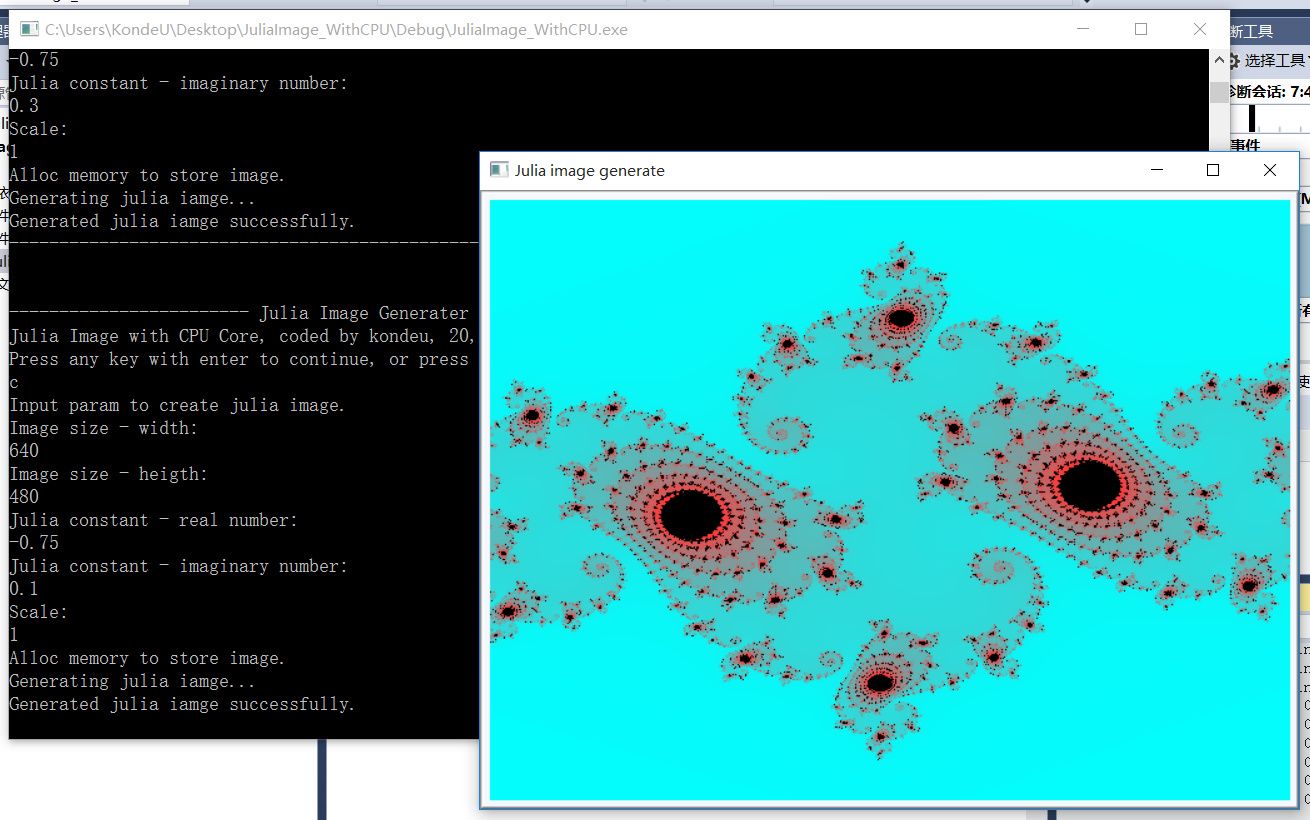 C:\Users\KondeU\Desktop\JuliaImage_WithCPU\Debug\JuliaImage_WithCPU.exe
-0.75
Julia constant - imaginary number:
0.3
Scale:
1
Alloc memory to store image.
Generating julia iamge...
Generated julia iamge successfully.
------------------------ Julia Image Generater
Julia Image with CPU Core, coded by kondeu, 20,
Press any key with enter to continue, or press
c
Input param to create julia image.
Image size - width:
640
Image size - heigth:
480
Julia constant - real number:
-0.75
Julia constant - imaginary number:
0.1
Scale:
1
Alloc memory to store image.
Generating julia iamge...
Generated julia iamge successfully.
Julia image generate
断工具
选择工具
诊断会话: 7:4
事件